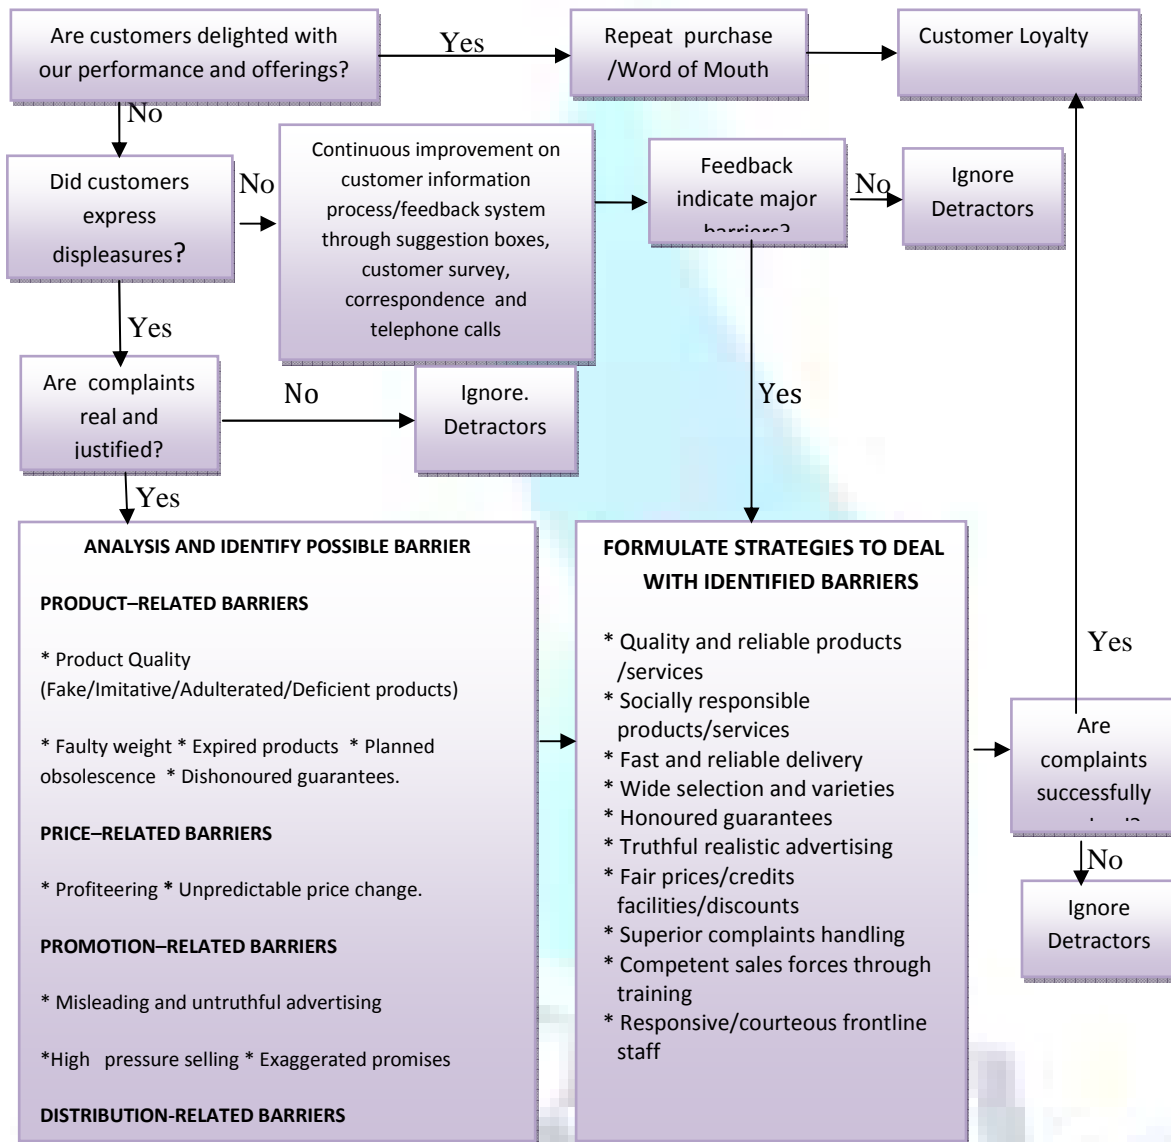 Are customers delighted with
our performance and offerings?
Yes
Repeat purchase
/Word of Mouth
Customer Loyalty
No
Did customers
express
displeasures?
No
Continuous improvement on
customer information
process/feedback system
through suggestion boxes,
customer survey,
correspondence and
telephone calls
Feedback
indicate major
barriers?
No
Ignore
Detractors
Yes
Are complaints
real and
justified?
No
Ignore.
Detractors
Yes
Yes
ANALYSIS AND IDENTIFY POSSIBLE BARRIER
PRODUCT–RELATED BARRIERS
* Product Quality
(Fake/Imitative/Adulterated/Deficient products)
* Faulty weight * Expired products * Planned
obsolescence * Dishonoured guarantees.
PRICE–RELATED BARRIERS
* Profiteering * Unpredictable price change.
PROMOTION–RELATED BARRIERS
* Misleading and untruthful advertising
*High pressure selling * Exaggerated promises
DISTRIBUTION-RELATED BARRIERS
FORMULATE STRATEGIES TO DEAL
WITH IDENTIFIED BARRIERS
* Quality and reliable products
/services
* Socially responsible
products/services
* Fast and reliable delivery
* Wide selection and varieties
* Honoured guarantees
* Truthful realistic advertising
* Fair prices/credits
facilities/discounts
* Superior complaints handling
* Competent sales forces through
training
* Responsive/courteous frontline
staff
Yes
Are
complaints
successfully
No
Ignore
Detractors